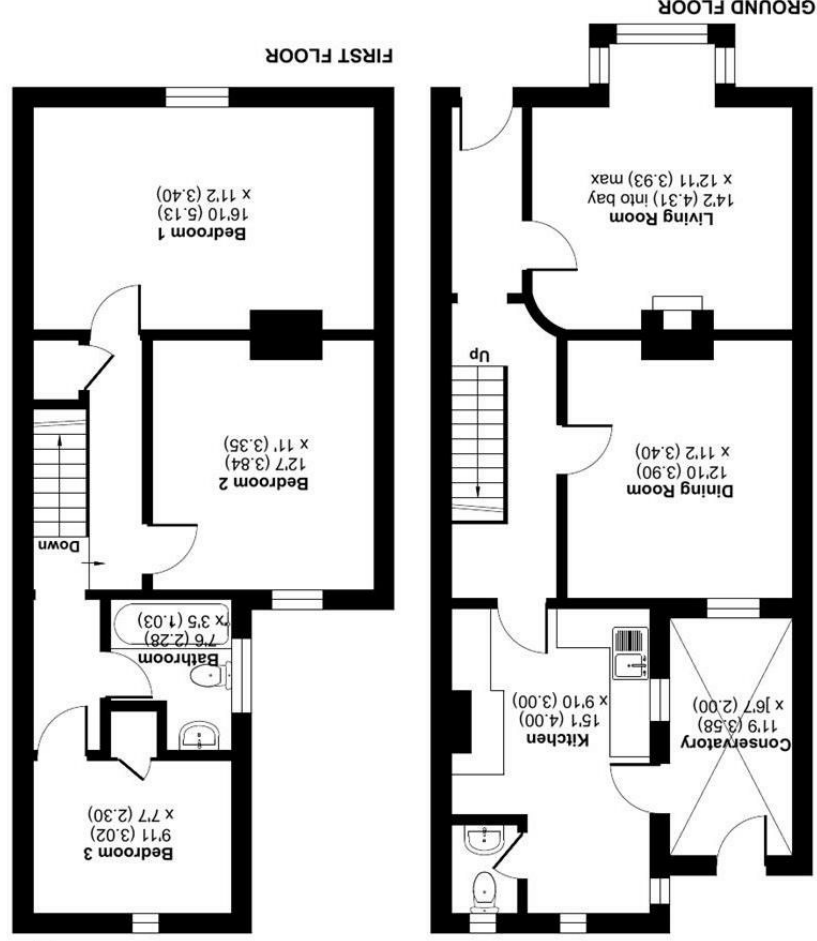 GROUND FLOOR
Living Room
14'2 (4.31) into bay
x 12'11 (3.93) max
Up
Dining Room
12'10 (3.90)
x 11'2 (3.40)
Kitchen
15'1 (4.00)
x 9'10 (3.00)
Conservatory
11'9 (3.58)
x ]6'7 (2.00)
FIRST FLOOR
Bedroom 1
16'10 (5.13)
x 11'2 (3.40)
Bedroom 2
12'7 (3.84)
x 11' (3.35)
Down
Bathroom
7'6 (2.28)
x 3'5 (1.03)
Bedroom 3
9'11 (3.02)
x 7'7 (2.30)